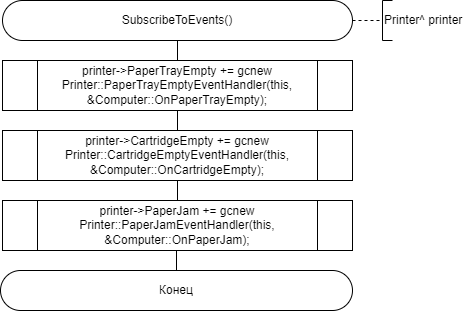 SubscribeToEvents()
Printer^ printer
printer->PaperTrayEmpty += gcnew
Printer::PaperTrayEmptyEventHandler(this,
&Computer::OnPaperTrayEmpty);
printer->CartridgeEmpty += gcnew
Printer::CartridgeEmptyEventHandler(this,
&Computer::OnCartridgeEmpty);
printer->PaperJam += gcnew
Printer::PaperJamEventHandler(this,
&Computer::OnPaperJam);
Конец